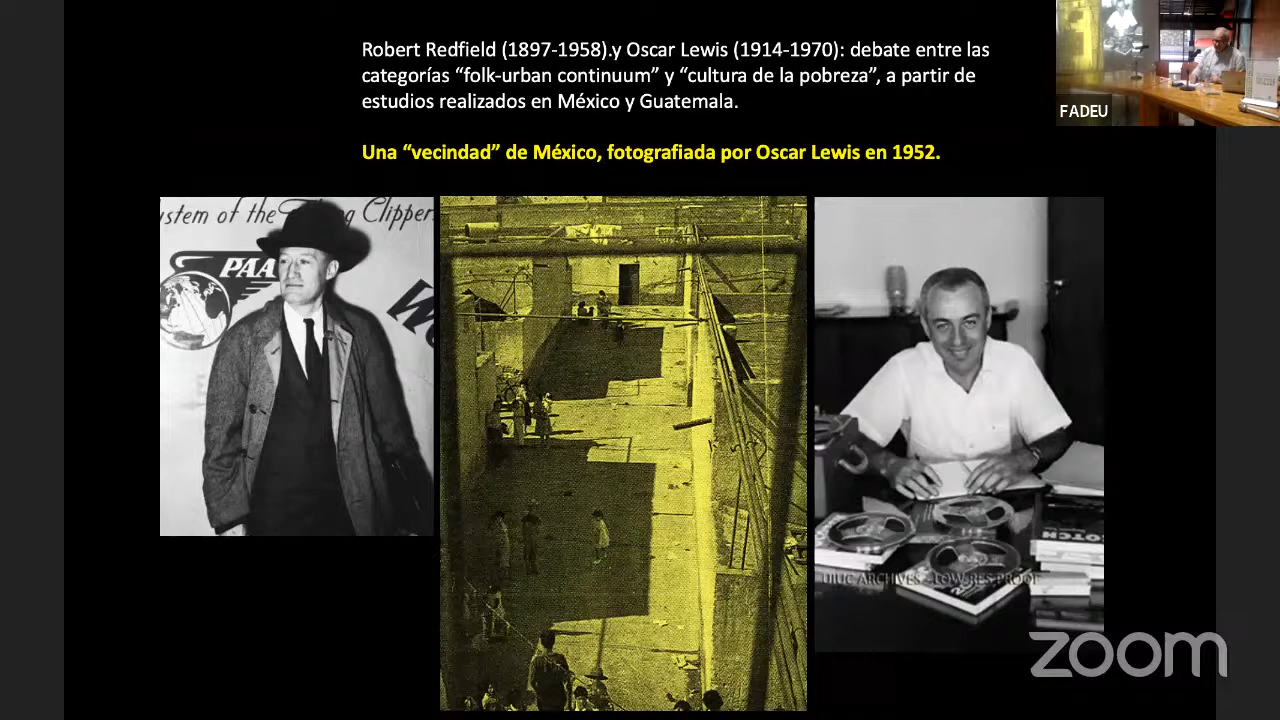 Robert Redfield (1897-1958).y Oscar Lewis (1914-1970): debate entre las
categorías “folk-urban continuum” y “cultura de la pobreza”, a partir de
estudios realizados en México y Guatemala.
Una “vecindad” de México, fotografiada por Oscar Lewis en 1952.
FADEU
of the
Clipper
PAA
UIUC ARCHIVES - LOW-RES PROOF
zoom